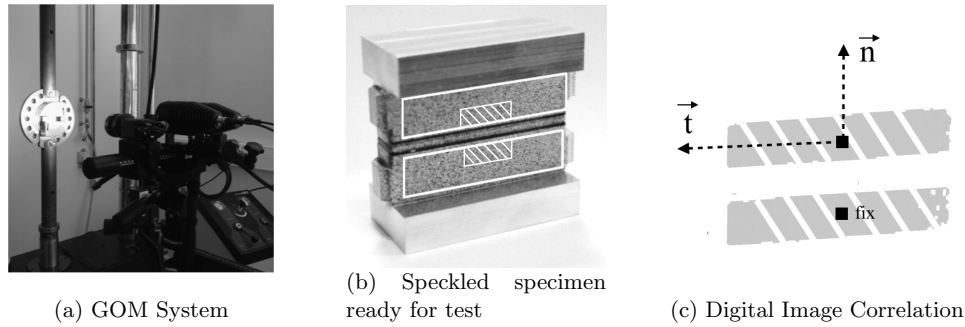 n
t
fix
(a) GOM System
(b) Speckled specimen
ready for test
(c) Digital Image Correlation